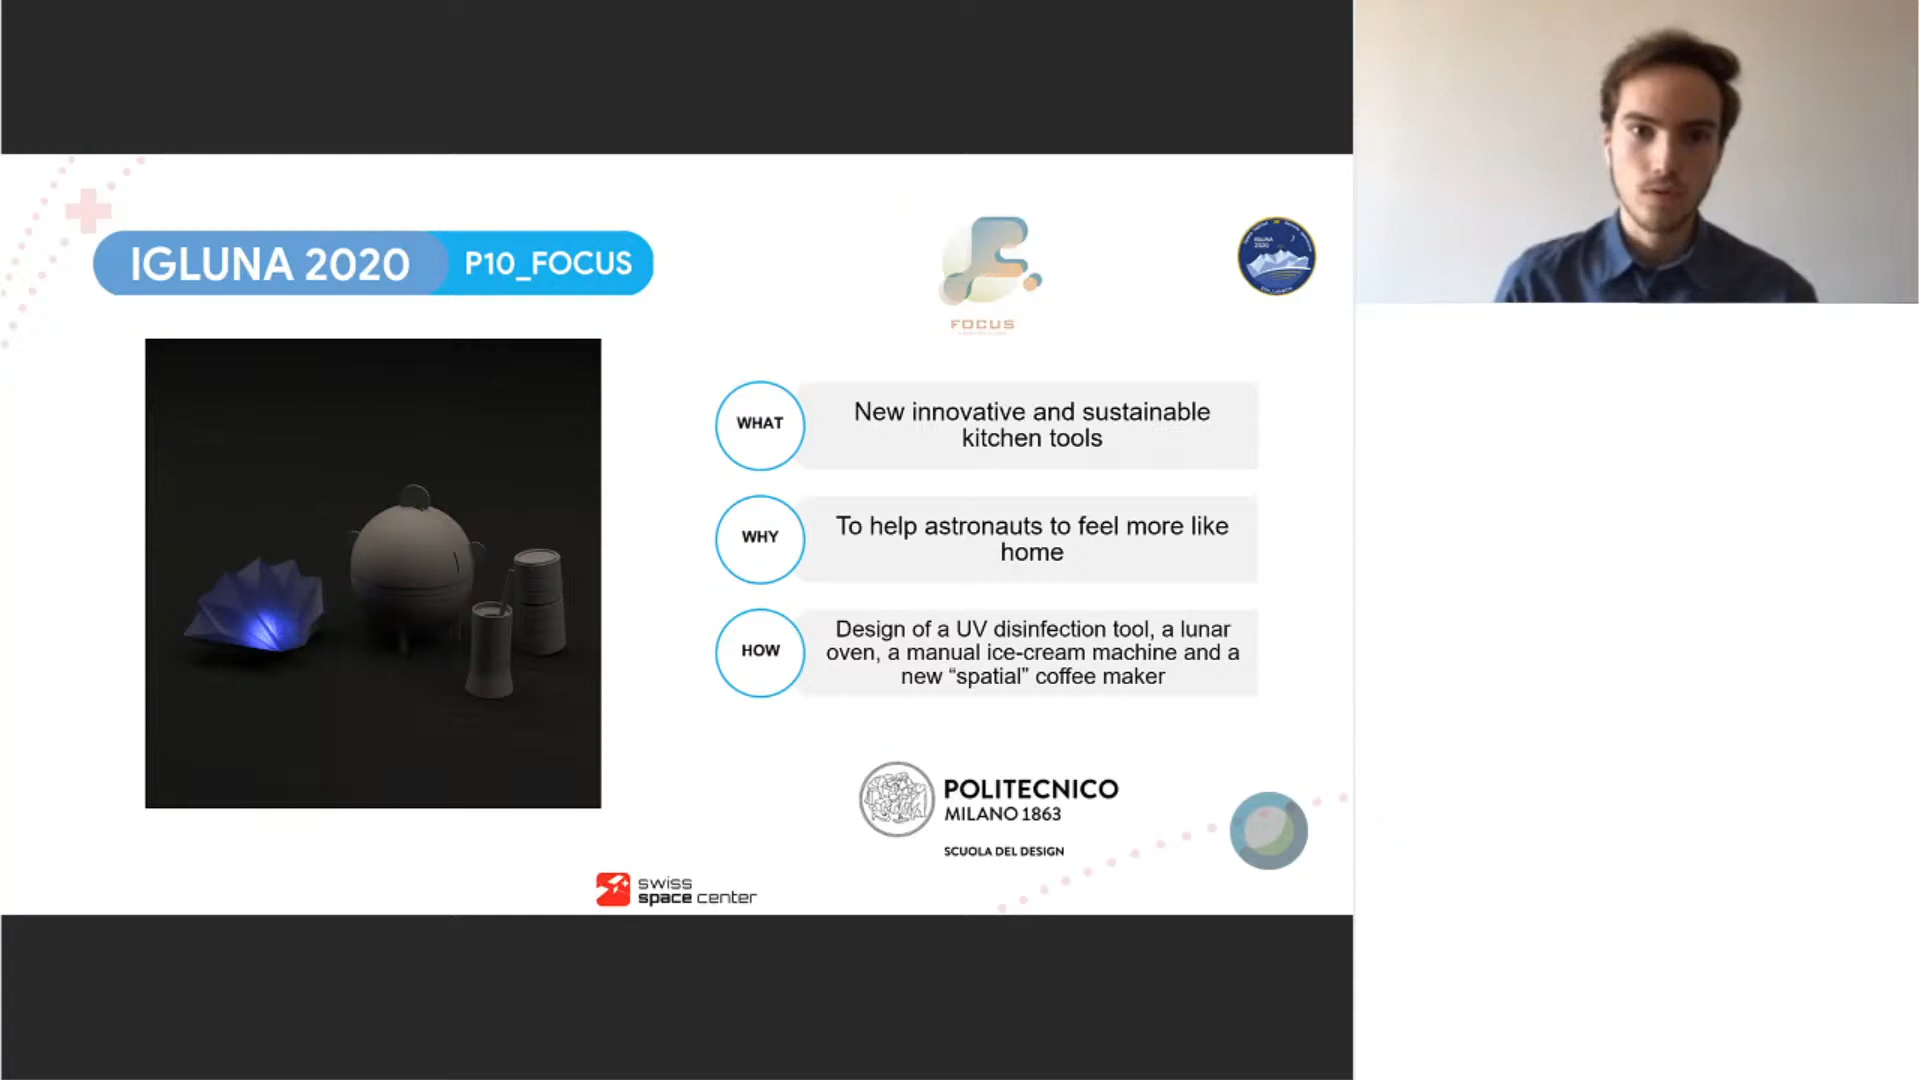 IGLUNA 2020
P10_FOCUS
FOCUS
IGLUNA
2020
WHAT
New innovative and sustainable
kitchen tools
WHY
To help astronauts to feel more like
home
HOW
Design of a UV disinfection tool, a lunar
oven, a manual ice-cream machine and a
new “spatial” coffee maker
POLITECNICO
MILANO 1863
SCUOLA DEL DESIGN
swiss
space center